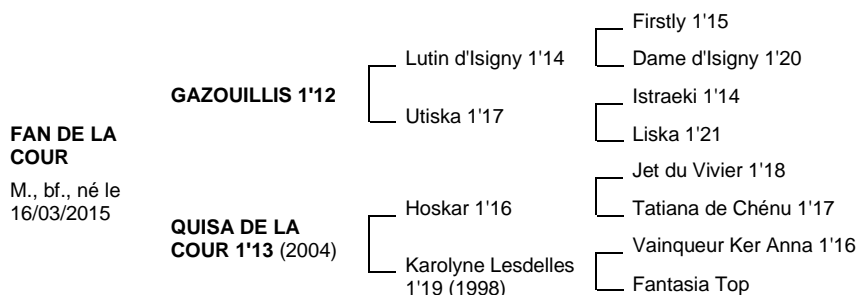 FAN DE LA
COUR
M., bf., né le
16/03/2015
GAZOUILLIS 1'12
QUISA DE LA
COUR 1'13 (2004)
Lutin d'Isigny 1'14
Utiska 1'17
Hoskar 1'16
Karolyne Lesdelles
1'19 (1998)
Firstly 1'15
Dame d'Isigny 1'20
Istraeki 1'14
Liska 1'21
Jet du Vivier 1'18
Tatiana de Chénu 1'17
Vainqueur Ker Anna 1'16
Fantasia Top